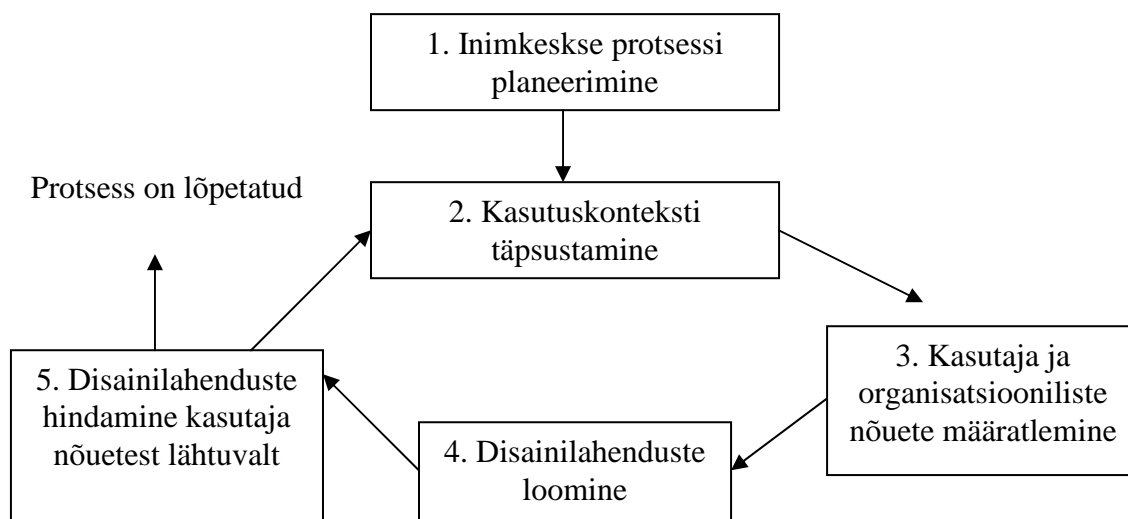 1. Inimkeskse protsessi
planeerimine
Protsess on lõpetatud
2. Kasutuskonteksti
täpsustamine
3. Kasutaja ja
organisatsiooniliste
nõuete määratlemine
4. Disainilahenduste
loomine
5. Disainilahenduste
hindamine kasutaja
nõuetest lähtuvalt